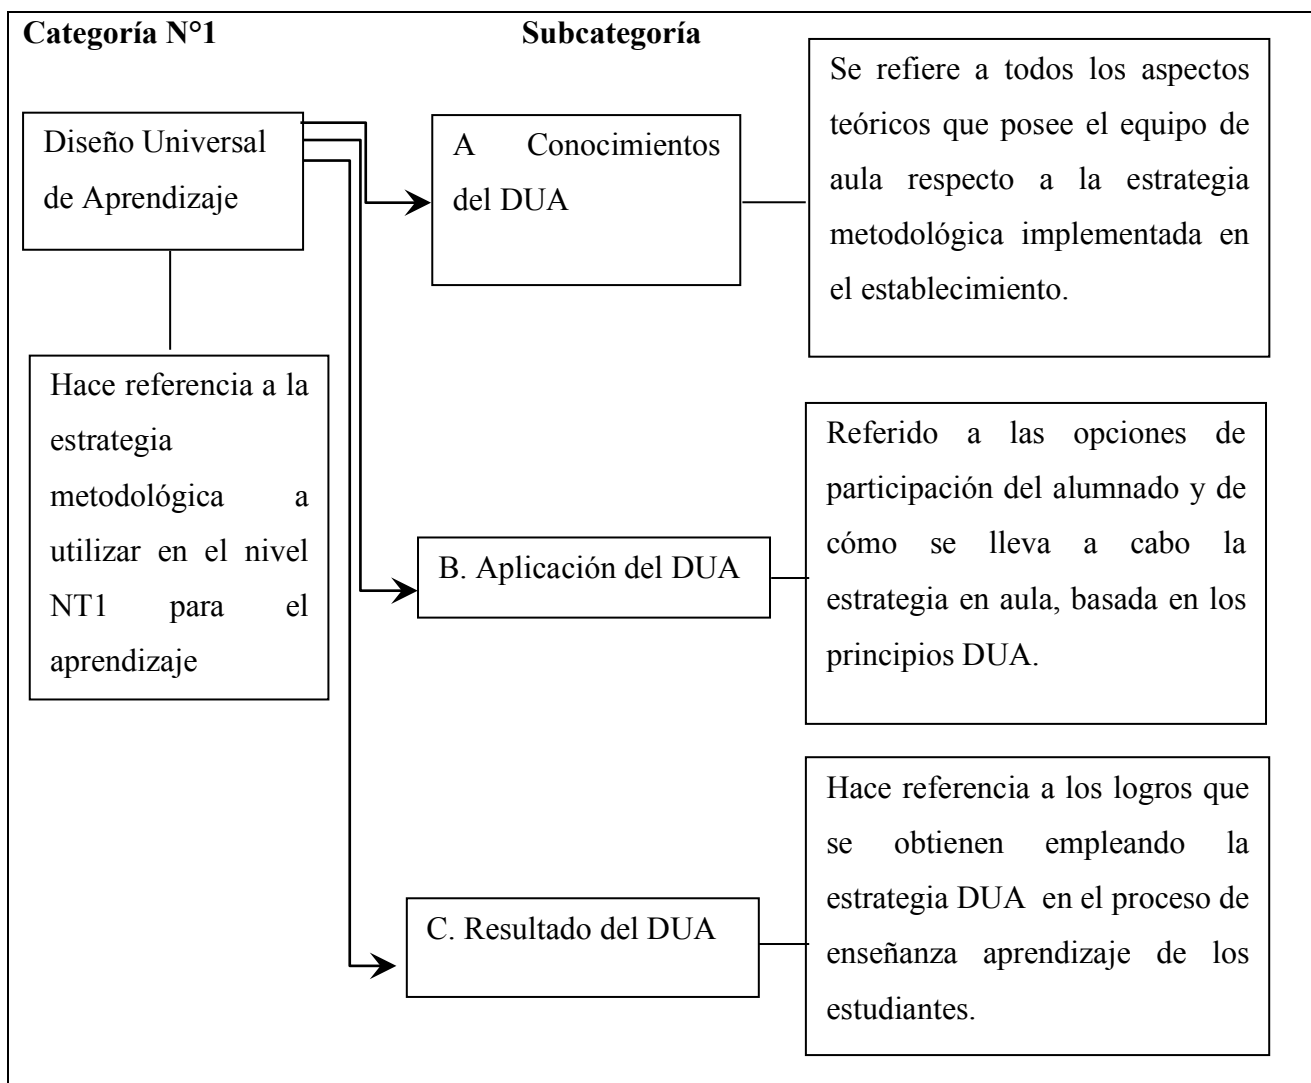 Categoría N°1
Subcategoría
Diseño Universal
de Aprendizaje
Hace referencia a la
estrategia
metodológica a
utilizar en el nivel
NT1 para el
aprendizaje
A Conocimientos
del DUA
Se refiere a todos los aspectos
teóricos que posee el equipo de
aula respecto a la estrategia
metodológica implementada en
el establecimiento.
B. Aplicación del DUA
Referido a las opciones de
participación del alumnado y de
cómo se lleva a cabo la
estrategia en aula, basada en los
principios DUA.
C. Resultado del DUA
Hace referencia a los logros que
se obtienen empleando la
estrategia DUA en el proceso de
enseñanza aprendizaje de los
estudiantes.